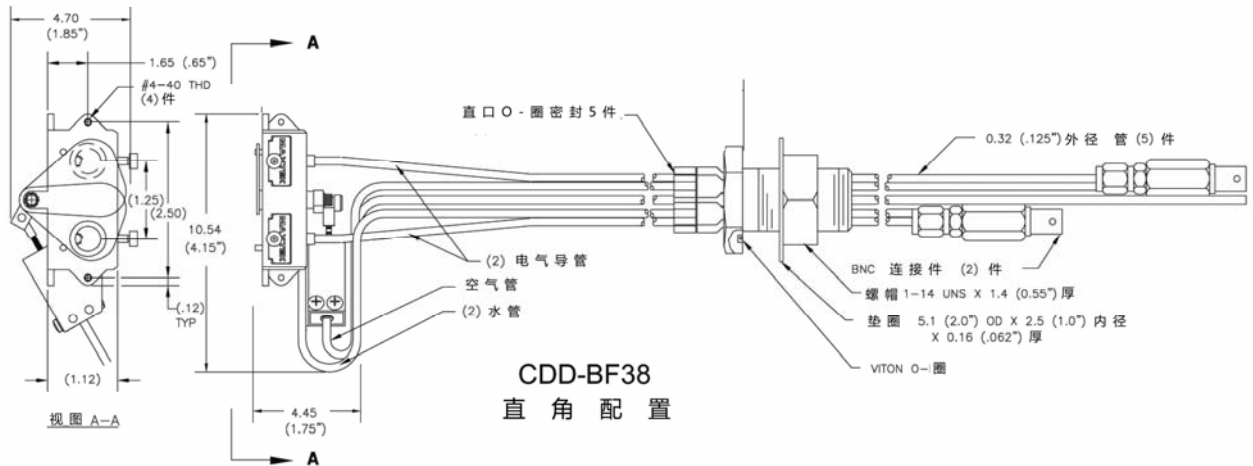 4.70
(1.85")
1.65 (.65")
#4-40 THD
(4) 件
(1.25)
(2.50)
10.54
(4.15")
(.12)
TYP
(1.12)
视图 A-A
A
A
MAXTEK
MAXTEK
直口 O-圈密封 5 件
0.32 (.125") 外径 管 (5) 件
(2) 电气导管
空气管
(2) 水管
BNC 连接件 (2) 件
螺帽 1-14 UNS X 1.4 (0.55") 厚
垫圈 5.1 (2.0") OD X 2.5 (1.0") 内径
X 0.16 (.062") 厚
VITON O-圈
4.45
(1.75")
CDD-BF38
直角配置